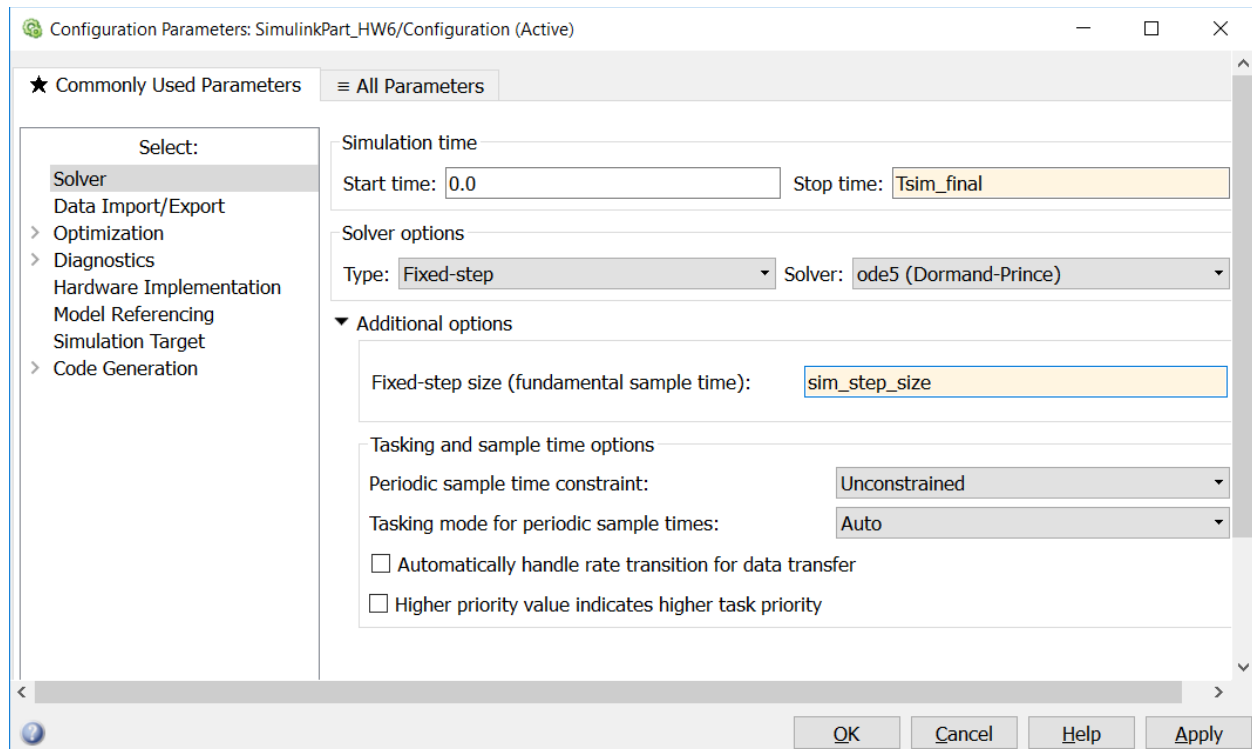 Configuration Parameters: SimulinkPart_HW6/Configuration (Active)
★ Commonly Used Parameters
≡ All Parameters
Select:
Solver
Data Import/Export
Optimization
Diagnostics
Hardware Implementation
Model Referencing
Simulation Target
Code Generation
Simulation time
Start time: 0.0 Stop time: Tsim_final
Solver options
Type: Fixed-step Solver: ode5 (Dormand-Prince)
Additional options
Fixed-step size (fundamental sample time): sim_step_size
Tasking and sample time options
Periodic sample time constraint: Unconstrained
Tasking mode for periodic sample times: Auto
Automatically handle rate transition for data transfer
Higher priority value indicates higher task priority
OK Cancel Help Apply